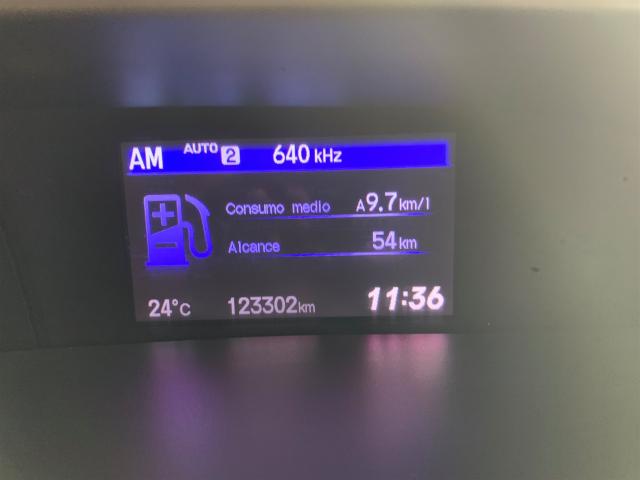 AM AUTO 2 640 kHz
Consumo medio A9.7 km/l
Alcance 54 km
24°C 123302 km 11:36